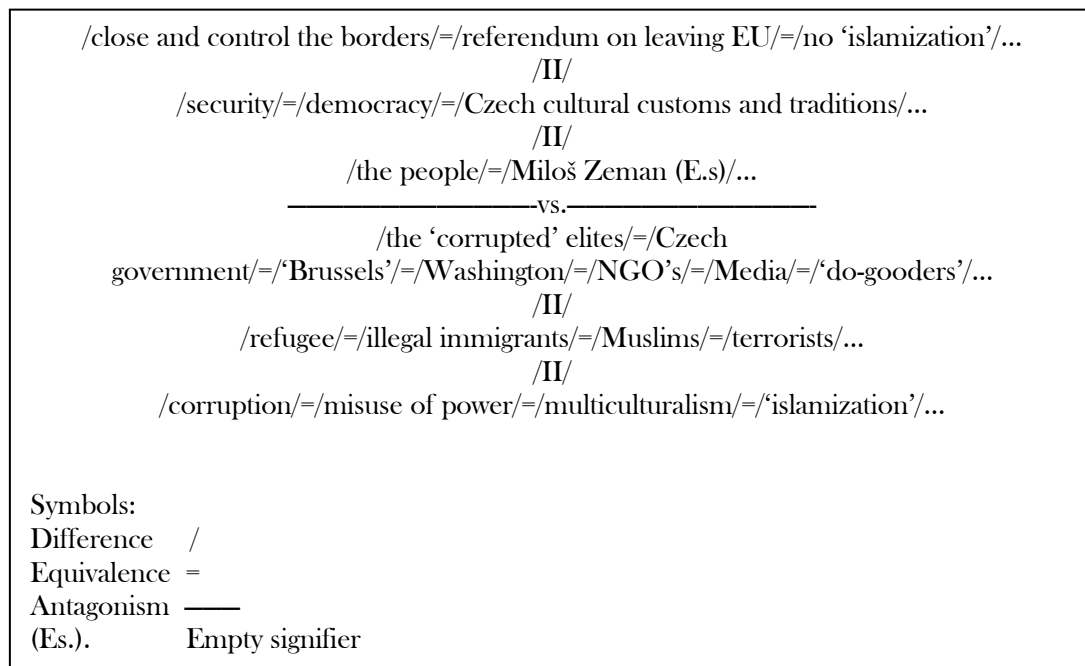 /close and control the borders/=/referendum on leaving EU/=/no ‘islamization’/...
/II/
/security/=/democracy/=/Czech cultural customs and traditions/...
/II/
/the people/=/Miloš Zeman (E.s)/...
—————————————vs.—————————————
/the ‘corrupted’ elites/=/Czech
government/=/‘Brussels’/=/Washington/=/NGO’s/=/Media/=/‘do-gooders’/...
/II/
/refugee/=/illegal immigrants/=/Muslims/=/terrorists/...
/II/
/corruption/=/misuse of power/=/multiculturalism/=/‘islamization’/...
Symbols:
Difference /
Equivalence =
Antagonism ———
(Es.). Empty signifier